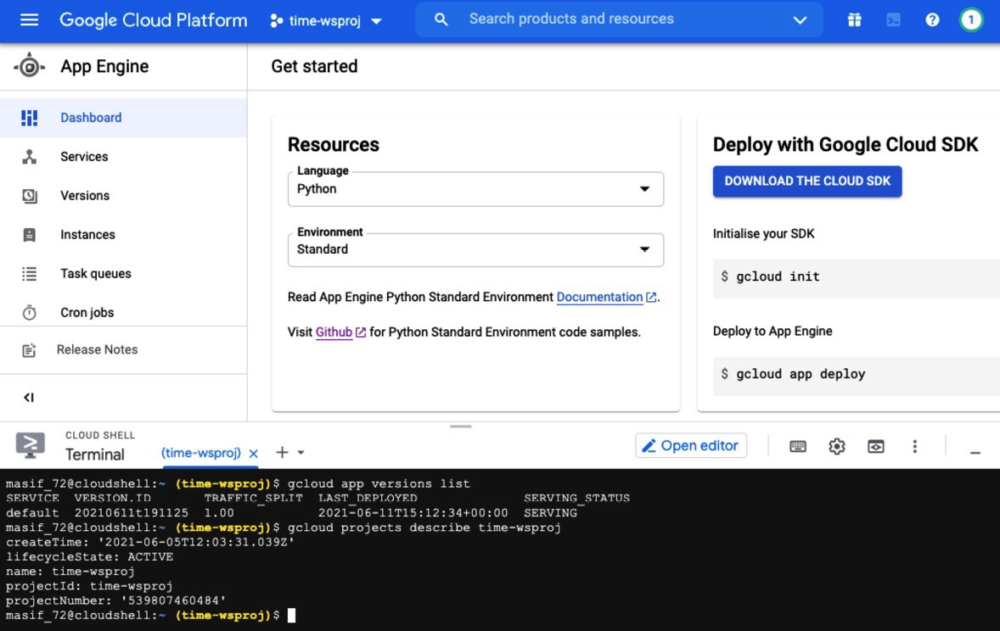 Google Cloud Platform
time-wsproj
Search products and resources
1
App Engine
Get started
Dashboard
Services
Versions
Instances
Task queues
Cron jobs
Release Notes
Resources
Language
Python
Environment
Standard
Read App Engine Python Standard Environment Documentation.
Visit Github for Python Standard Environment code samples.
Deploy with Google Cloud SDK
DOWNLOAD THE CLOUD SDK
Initialise your SDK
$ gcloud init
Deploy to App Engine
$ gcloud app deploy
CLOUD SHELL
Terminal
(time-wsproj)
Open editor
masif_72@cloudshell:~ (time-wsproj)$ gcloud app versions list
SERVICE VERSION.ID TRAFFIC_SPLIT LAST_DEPLOYED SERVING_STATUS
default 20210611t191125 1.00 2021-06-11T15:12:34+00:00 SERVING
masif_72@cloudshell:~ (time-wsproj)$ gcloud projects describe time-wsproj
createTime: '2021-06-05T12:03:31.039Z'
lifecycleState: ACTIVE
name: time-wsproj
projectId: time-wsproj
projectNumber: '539807460484'
masif_72@cloudshell:~ (time-wsproj)$